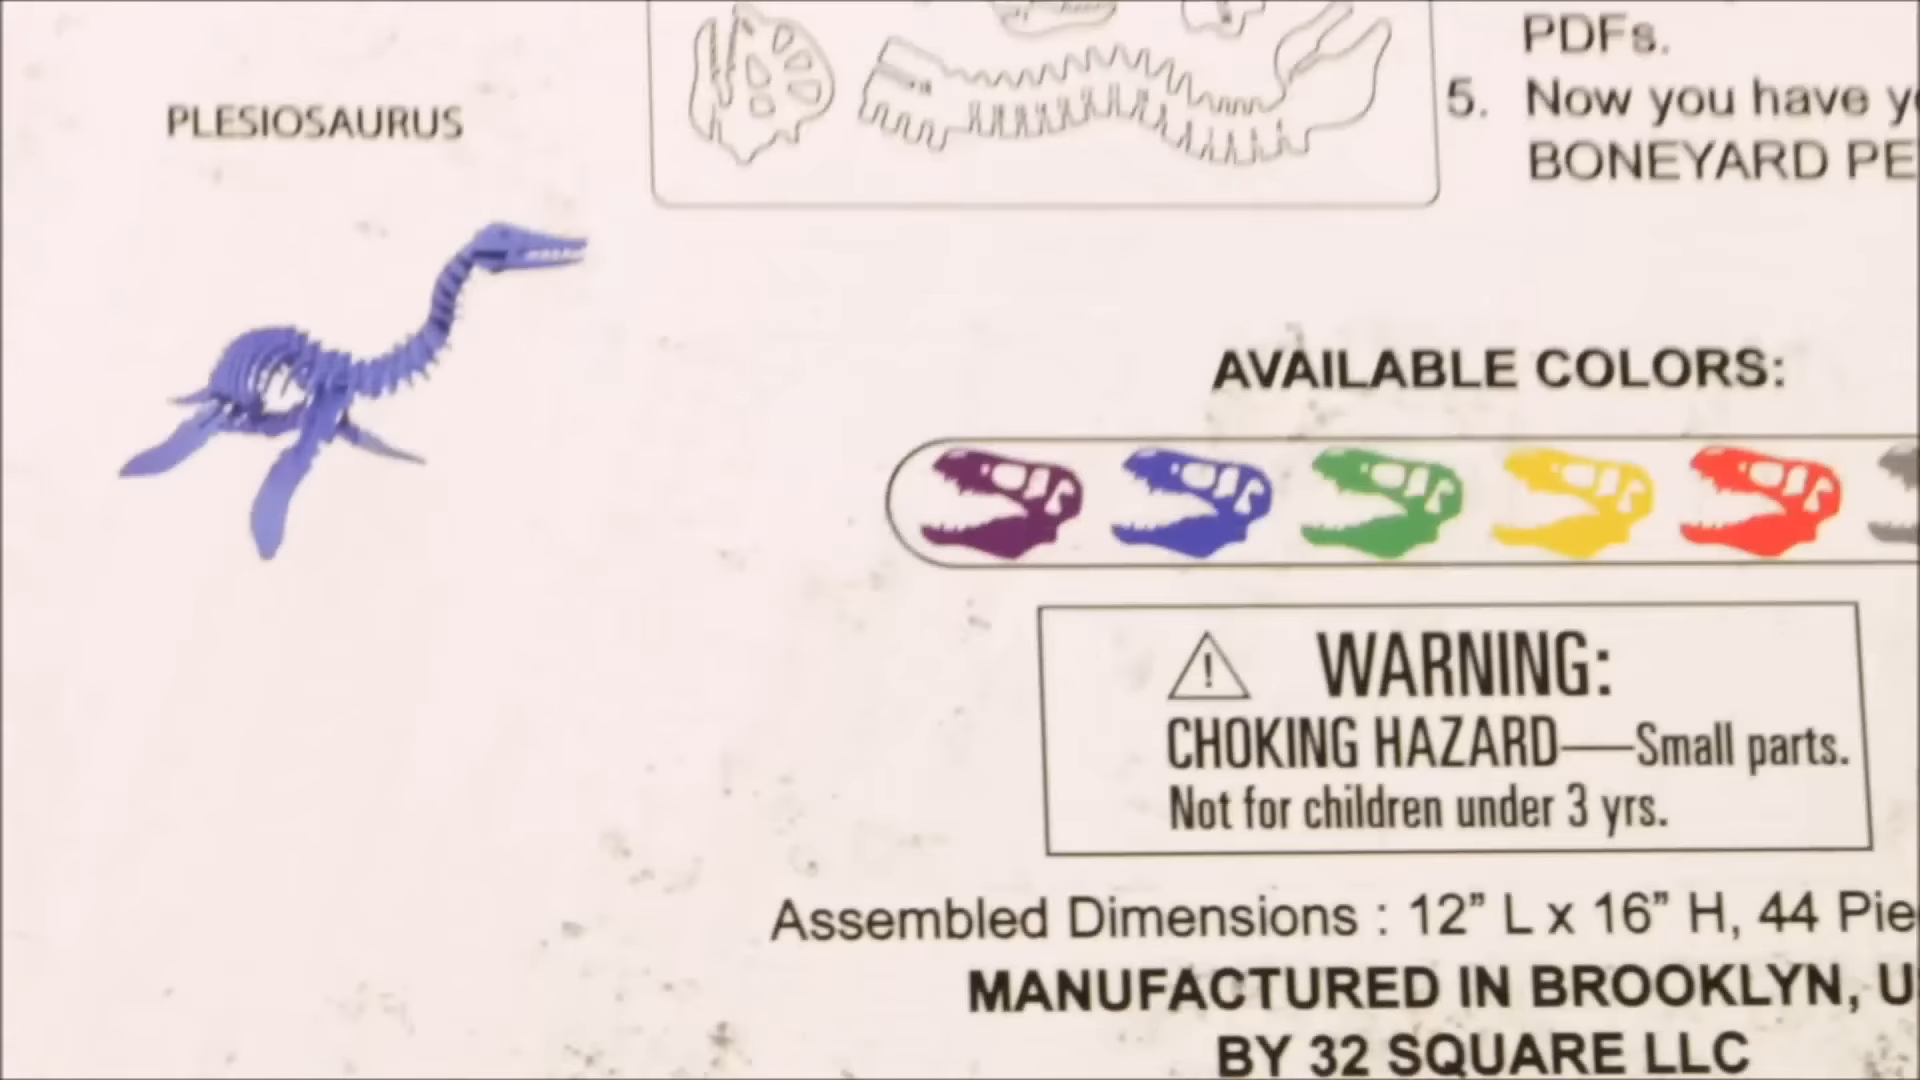 PDFs.
PLESIOSAURUS
5. Now you have
BONEYARD
AVAILABLE COLORS:
! WARNING:
CHOKING HAZARD—Small parts.
Not for children under 3 yrs.
Assembled Dimensions : 12” L x 16” H, 44
MANUFACTURED IN BROOKLYN,
BY 32 SQUARE LLC